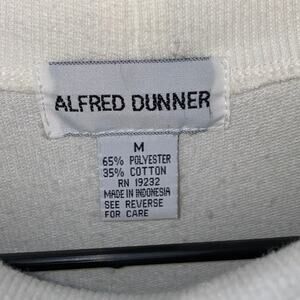 ALFRED DUNNER
M
65% POLYESTER
35% COTTON
RN 19232
MADE IN INDONESIA
SEE REVERSE
FOR CARE